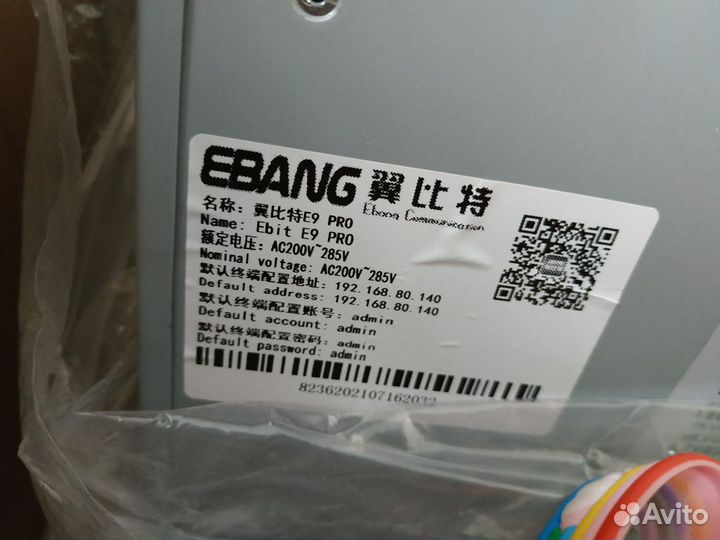 EBANG 翼比特
Ebang Communication
名称: 翼比特E9 PRO
Name: Ebit E9 PRO
额定电压: AC200V~285V
Nominal voltage: AC200V~285V
默认终端配置地址: 192.168.80.140
Default address: 192.168.80.140
默认终端配置账号: admin
Default account: admin
默认终端配置密码: admin
Default password: admin
8236202107162032
Avito